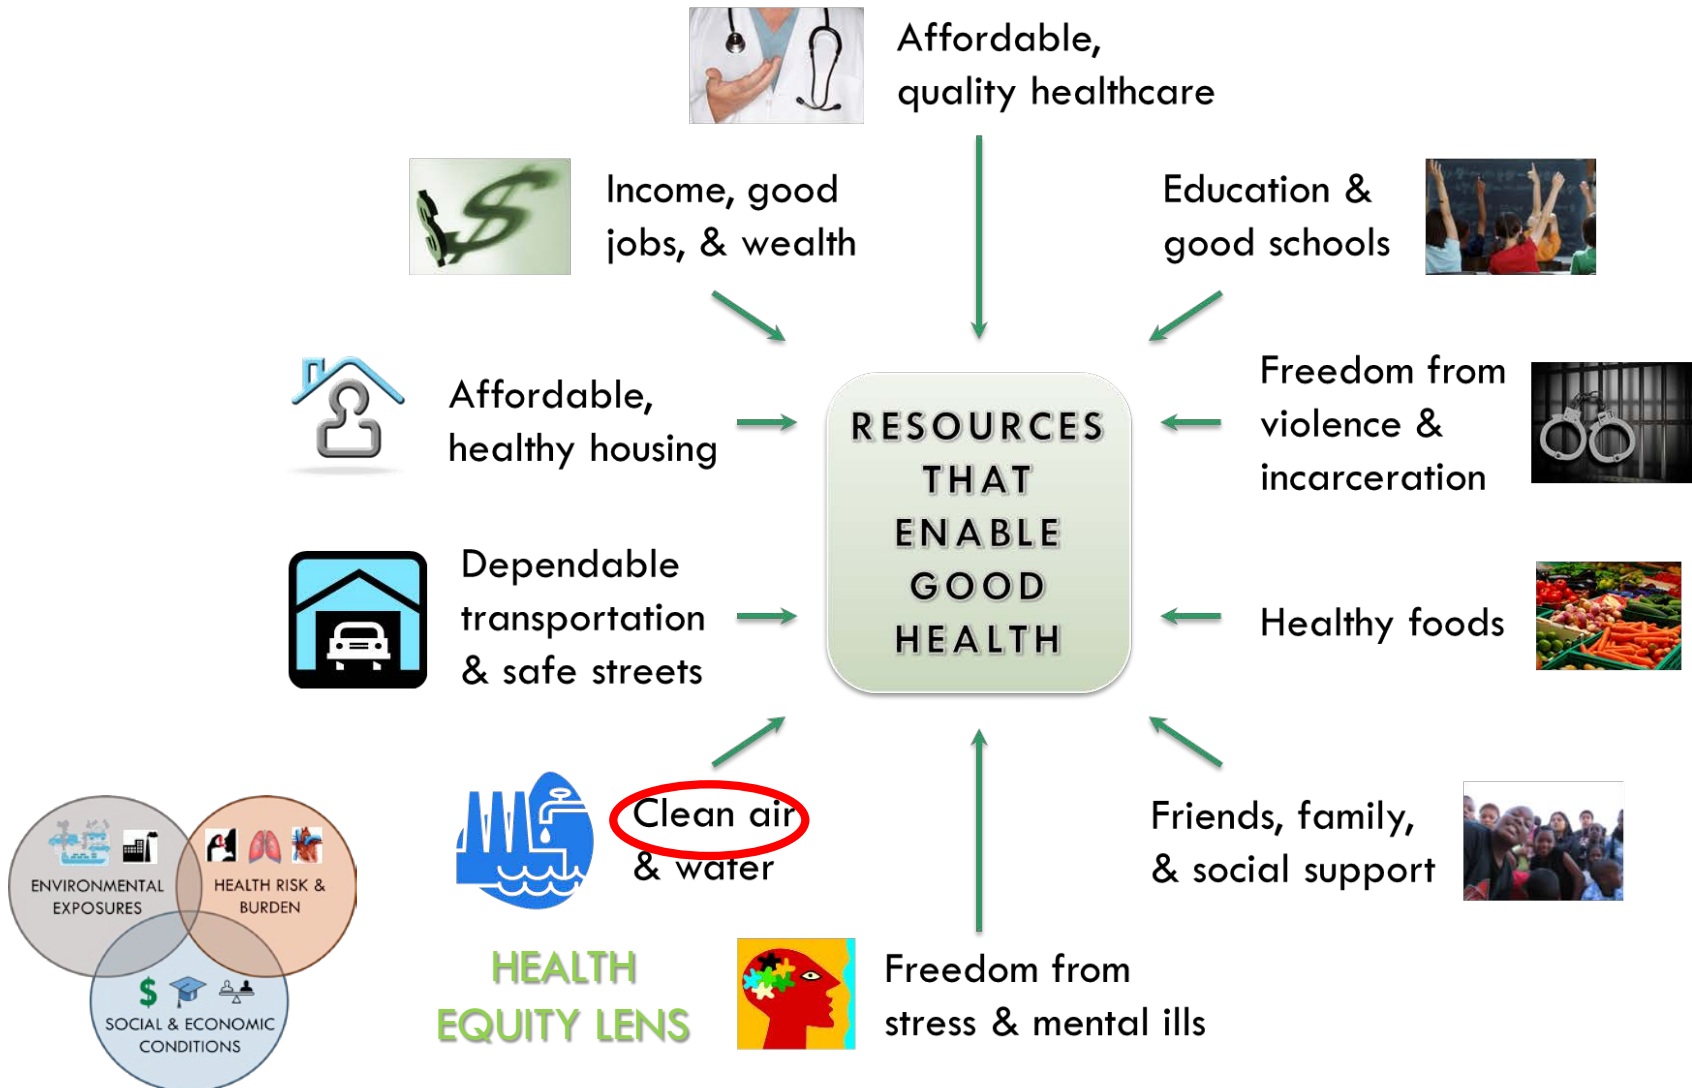 Affordable,
quality healthcare
Income, good
jobs, & wealth
Education &
good schools
Affordable,
healthy housing
RESOURCES
THAT
ENABLE
GOOD
HEALTH
Freedom from
violence &
incarceration
Dependable
transportation
& safe streets
Healthy foods
Clean air
& water
Friends, family,
& social support
ENVIRONMENTAL
EXPOSURES
HEALTH RISK &
BURDEN
SOCIAL & ECONOMIC
CONDITIONS
HEALTH
EQUITY LENS
Freedom from
stress & mental ills